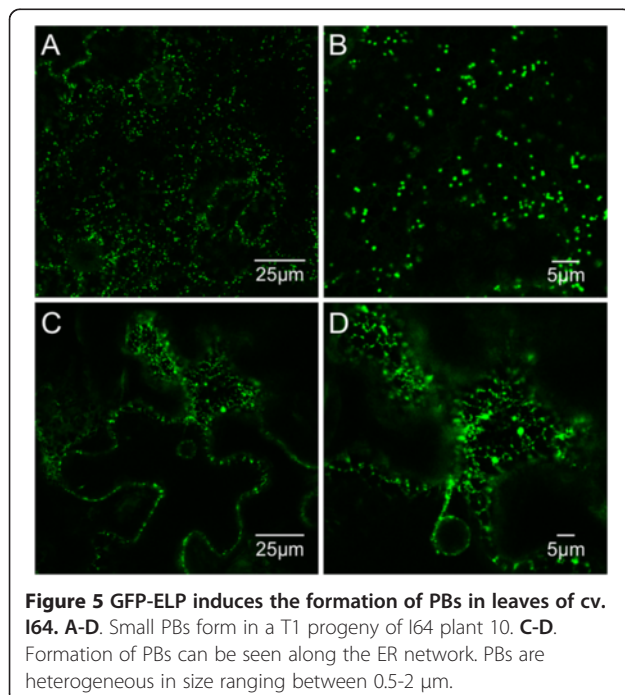 A
B
25µm
5µm
C
D
25µm
5µm
Figure 5 GFP-ELP induces the formation of PBs in leaves of cv.
I64. A-D. Small PBs form in a T1 progeny of I64 plant 10. C-D.
Formation of PBs can be seen along the ER network. PBs are
heterogeneous in size ranging between 0.5-2 µm.